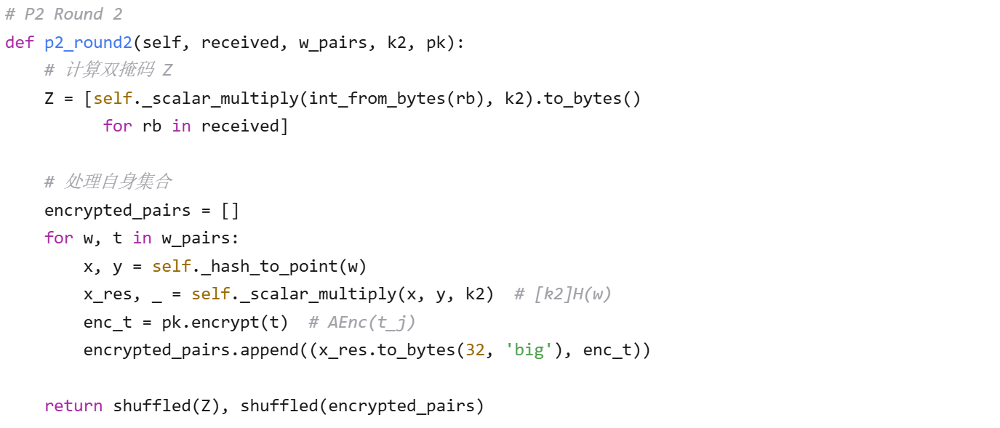 # P2 Round 2
def p2_round2(self, received, w_pairs, k2, pk):
    # 计算双掩码 Z
    Z = [self._scalar_multiply(int_from_bytes(rb), k2).to_bytes()
          for rb in received]

    # 处理自身集合
    encrypted_pairs = []
    for w, t in w_pairs:
        x, y = self._hash_to_point(w)
        x_res, _ = self._scalar_multiply(x, y, k2)  # [k2]H(w)
        enc_t = pk.encrypt(t)  # AEnc(t_j)
        encrypted_pairs.append((x_res.to_bytes(32, 'big'), enc_t))

    return shuffled(Z), shuffled(encrypted_pairs)